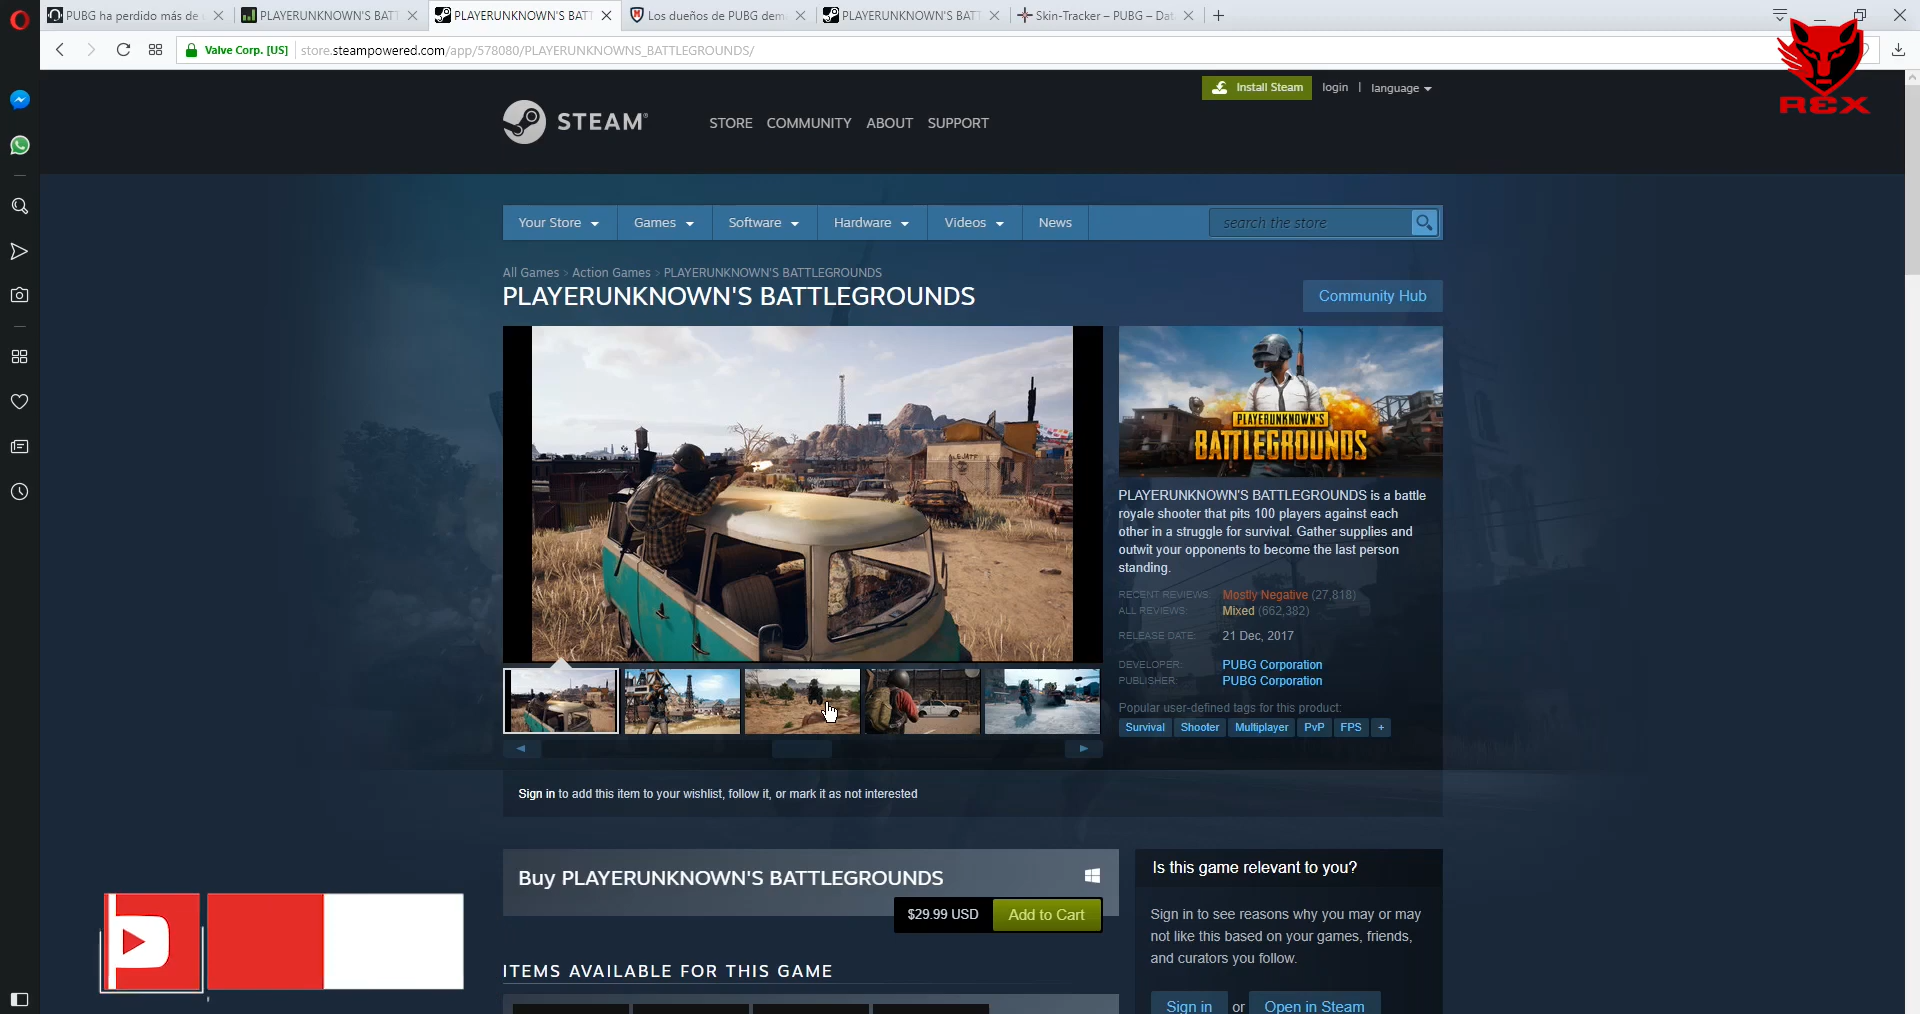 PUBG ha perdido más de
PLAYERUNKNOWN'S BATT
PLAYERUNKNOWN'S BAT
Los dueños de PUBG dem
PLAYERUNKNOWN'S BATT
Skin-Tracker – PUBG – Dat
Valve Corp. [US]
store.steampowered.com/app/578080/PLAYERUNKNOWNS_BATTLEGROUNDS/
REX
Install Steam
login | language
STEAM®
STORE COMMUNITY ABOUT SUPPORT
Your Store Games Software Hardware Videos News
search the store
All Games > Action Games > PLAYERUNKNOWN'S BATTLEGROUNDS
PLAYERUNKNOWN'S BATTLEGROUNDS
Community Hub
PLAYERUNKNOWN'S
BATTLEGROUNDS
PLAYERUNKNOWN'S BATTLEGROUNDS is a battle
royale shooter that pits 100 players against each
other in a struggle for survival. Gather supplies and
outwit your opponents to become the last person
standing.
RECENT REVIEWS: Mostly Negative (27,818)
ALL REVIEWS: Mixed (662,382)
RELEASE DATE: 21 Dec, 2017
DEVELOPER: PUBG Corporation
PUBLISHER: PUBG Corporation
Popular user-defined tags for this product:
Survival Shooter Multiplayer PvP FPS +
Sign in to add this item to your wishlist, follow it, or mark it as not interested
Buy PLAYERUNKNOWN'S BATTLEGROUNDS
$29.99 USD Add to Cart
Is this game relevant to you?
Sign in to see reasons why you may or may
not like this based on your games, friends,
and curators you follow.
Sign in or Open in Steam
ITEMS AVAILABLE FOR THIS GAME